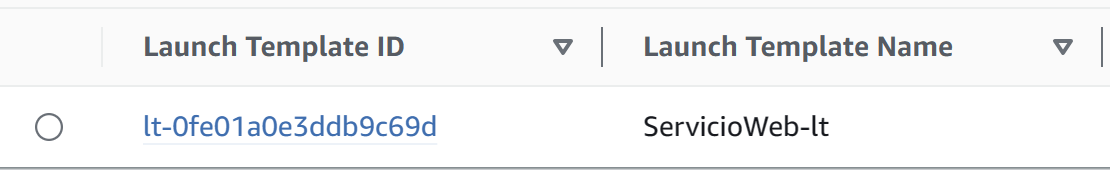 Launch Template ID Launch Template Name
lt-0fe01a0e3ddb9c69d ServicioWeb-lt